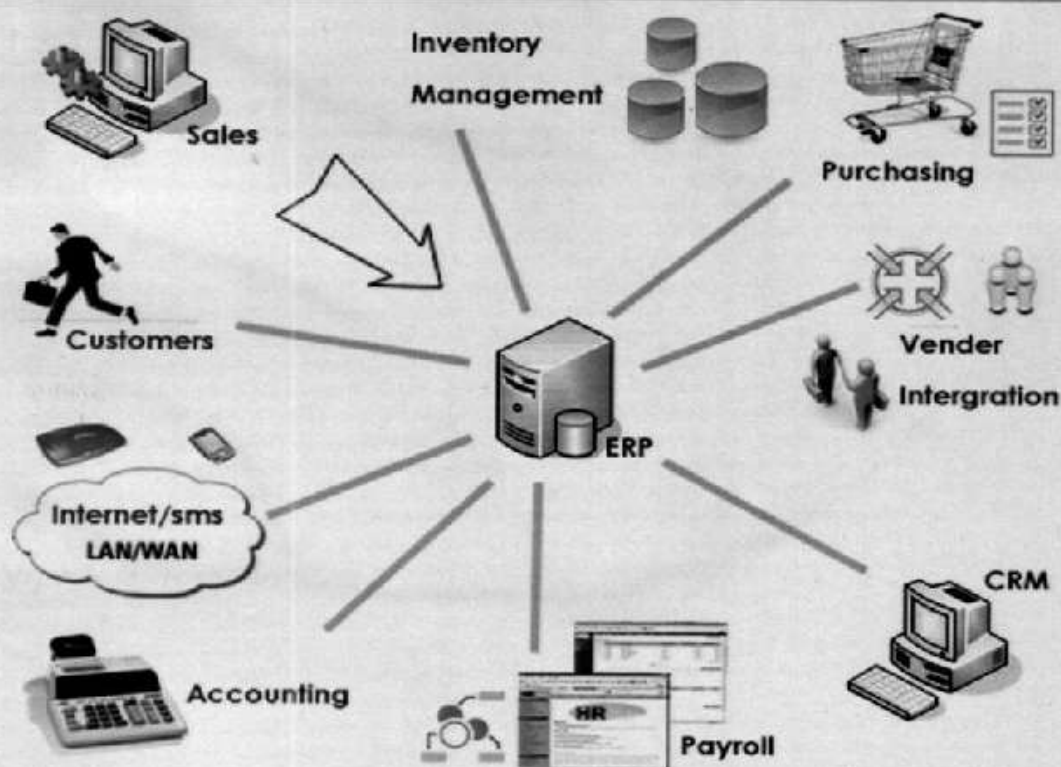 Inventory
Management
Sales
Purchasing
Customers
Vender
Intergration
ERP
Internet/sms
LAN/WAN
CRM
Accounting
HR
Payroll